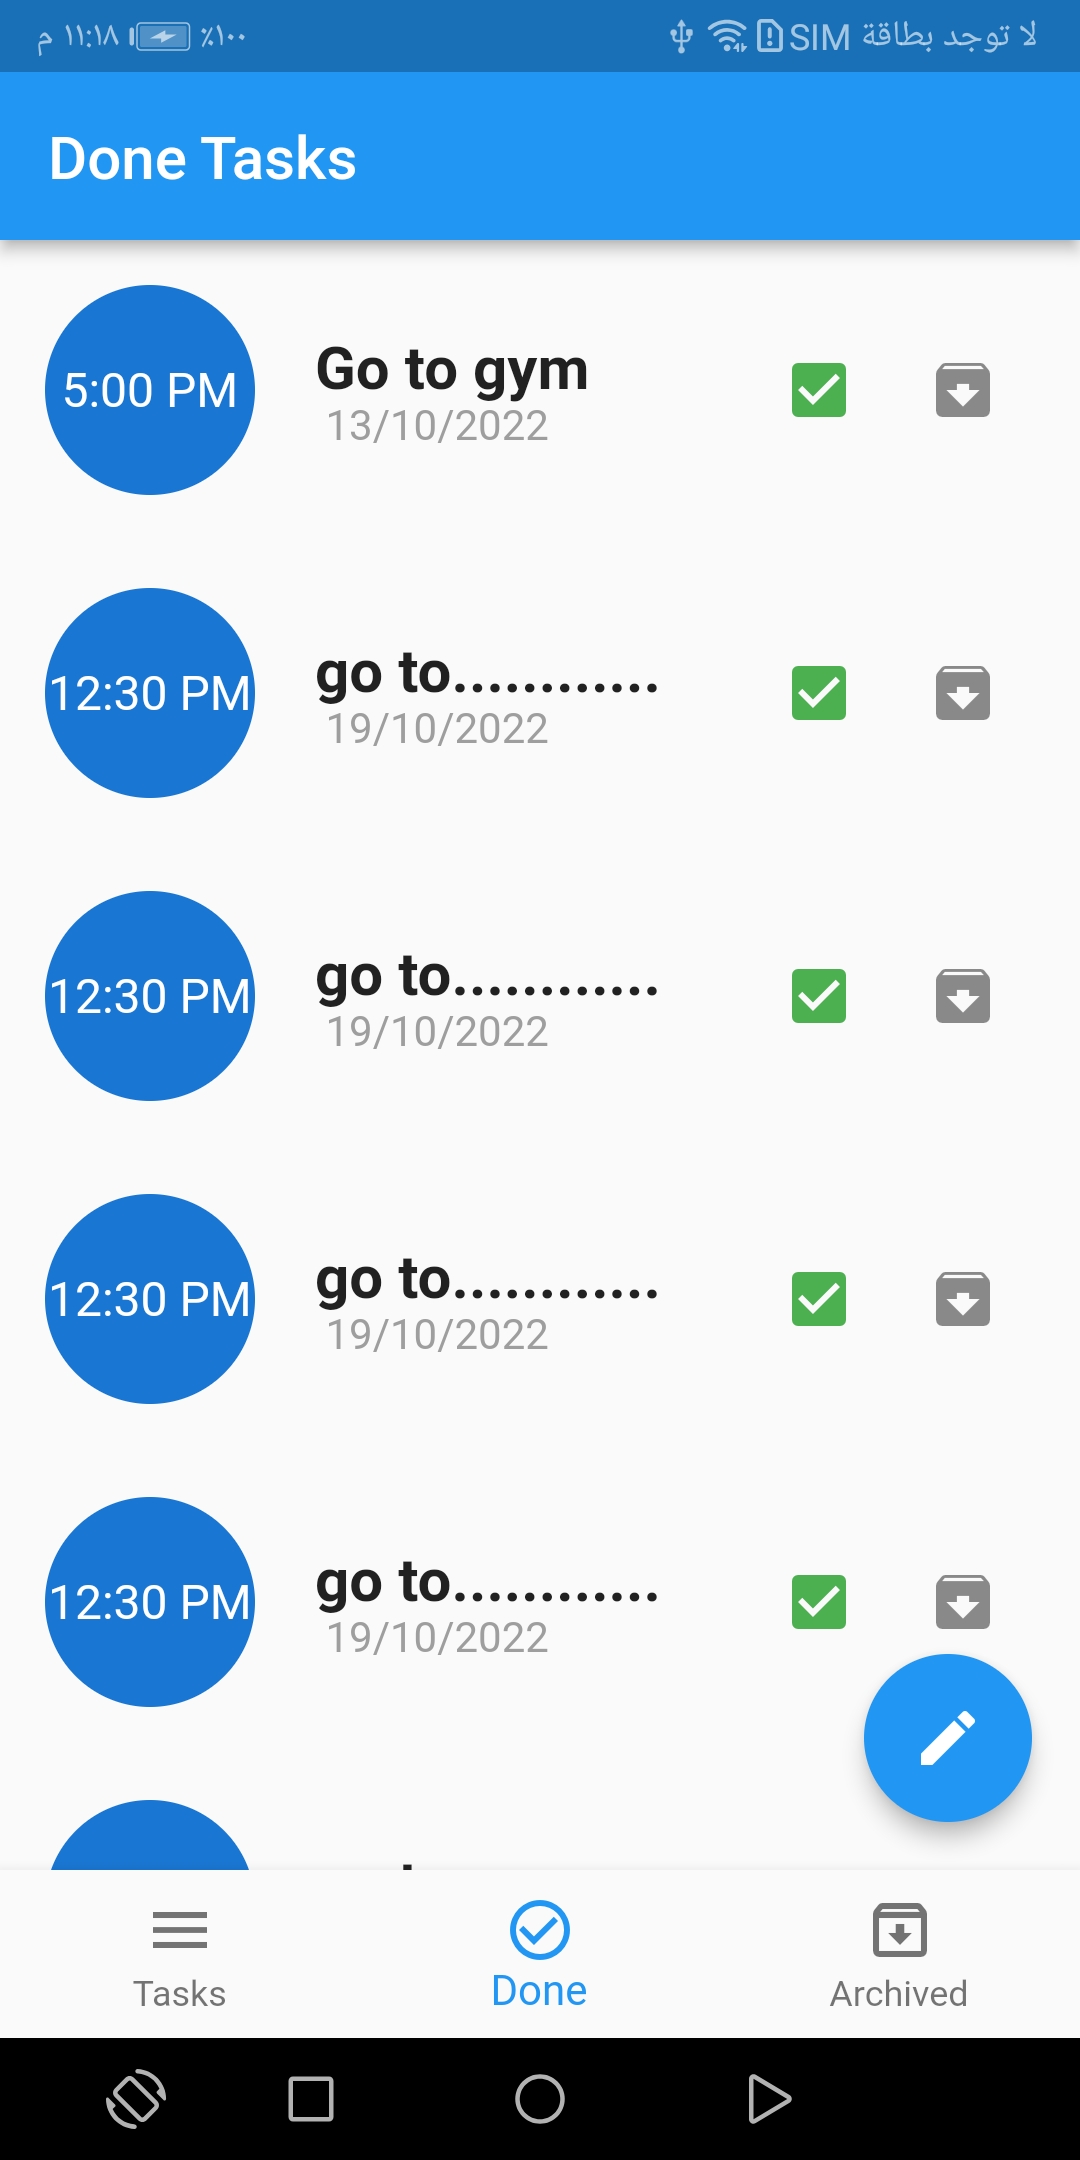 لا توجد بطاقة SIM
٪١٠٠ ١١:١٨ م
Done Tasks
5:00 PM
Go to gym
13/10/2022
12:30 PM
go to............
19/10/2022
12:30 PM
go to............
19/10/2022
12:30 PM
go to............
19/10/2022
12:30 PM
go to............
19/10/2022
Tasks
Done
Archived